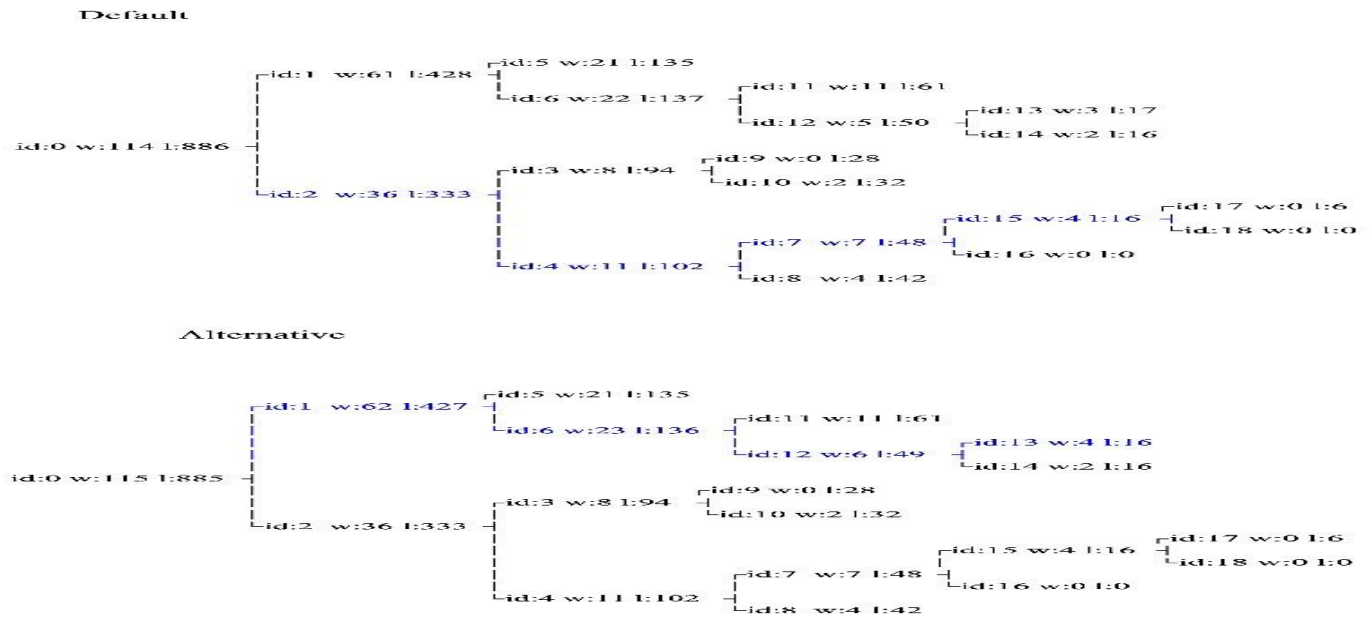 Default
id:5 w:21 l:135
id:1 w:61 l:428
id:11 w:11 l:61
id:6 w:22 l:137
id:13 w:3 l:17
id:12 w:5 l:50
id:14 w:2 l:16
id:0 w:114 l:886
id:9 w:0 l:28
id:3 w:8 l:94
id:10 w:2 l:32
id:2 w:36 l:333
id:17 w:0 l:6
id:15 w:4 l:16
id:18 w:0 l:0
id:7 w:7 l:48
id:16 w:0 l:0
id:4 w:11 l:102
id:8 w:4 l:42
Alternative
id:5 w:21 l:135
id:1 w:62 l:427
id:11 w:11 l:61
id:6 w:23 l:136
id:13 w:4 l:16
id:12 w:6 l:49
id:14 w:2 l:16
id:0 w:115 l:885
id:9 w:0 l:28
id:3 w:8 l:94
id:10 w:2 l:32
id:2 w:36 l:333
id:17 w:0 l:6
id:15 w:4 l:16
id:18 w:0 l:0
id:7 w:7 l:48
id:16 w:0 l:0
id:4 w:11 l:102
id:8 w:4 l:42